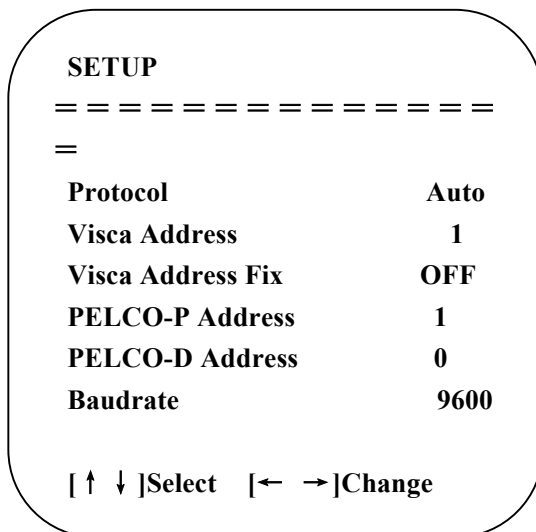 SETUP
= = = = = = = = = = = = = = =
=
Protocol Auto
Visca Address 1
Visca Address Fix OFF
PELCO-P Address 1
PELCO-D Address 0
Baudrate 9600
[ ↑ ↓ ]Select [← →]Change